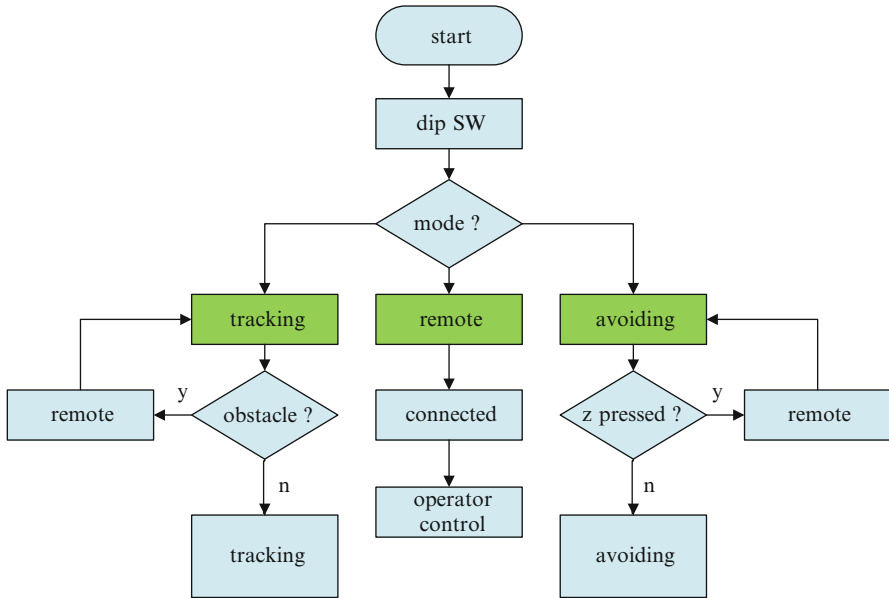 start
dip SW
mode ?
tracking
remote
avoiding
remote
y
obstacle ?
connected
z pressed ?
y
remote
n
operator
control
n
tracking
avoiding